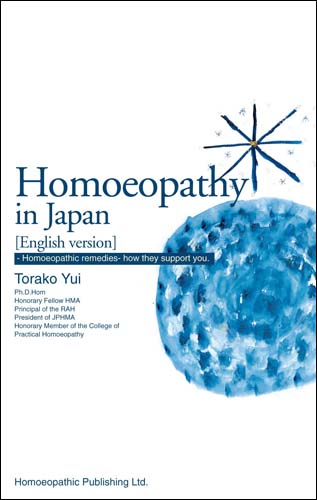 Homoeopathy
in Japan
[English version]
- Homoeopathic remedies- how they support you.
Torako Yui
Ph.D.Hom
Honorary Fellow HMA
Principal of the RAH
President of JPHMA
Honorary Member of the College of
Practical Homoeopathy
Homoeopathic Publishing Ltd.